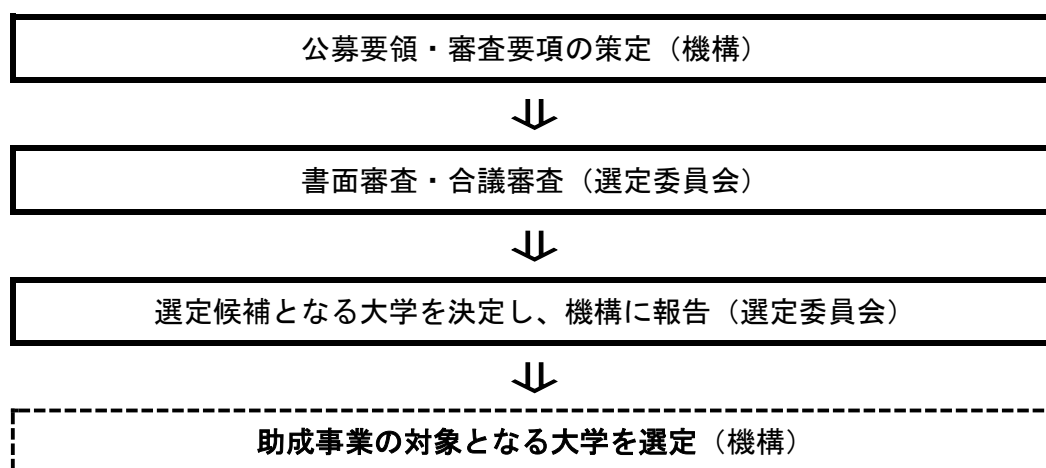 公募要領・審査要項の策定（機構）
⇓
書面審査・合議審査（選定委員会）
⇓
選定候補となる大学を決定し、機構に報告（選定委員会）
⇓
助成事業の対象となる大学を選定（機構）